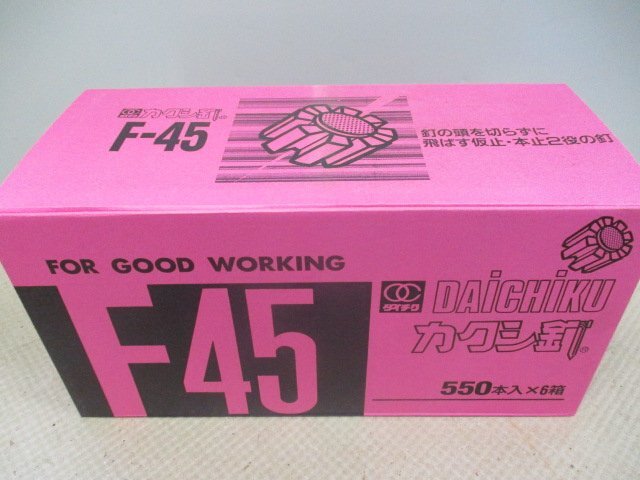 カクシ釘®
F-45
釘の頭を切らずに
飛ばす仮止・本止2役の釘
FOR GOOD WORKING
F45
ダイチク
DAiCHiKU
カクシ釘®
550本入×6箱